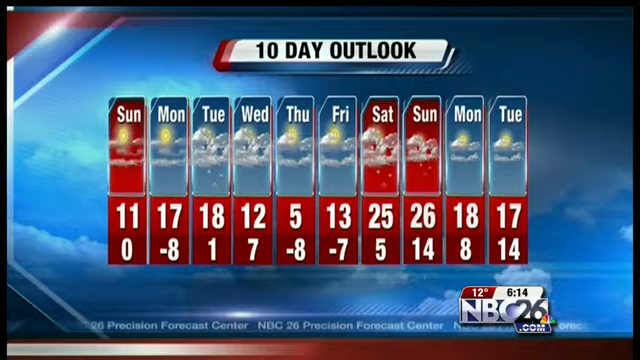 10 DAY OUTLOOK
Sun Mon Tue Wed Thu Fri Sat Sun Mon Tue
11 17 18 12 5 13 25 26 18 17
0 -8 1 7 -8 -7 5 14 8 14
12° 6:14
NBC26
.COM
26 Precision Forecast Center NBC 26 Precision Forecast Center NBC 26 Precision